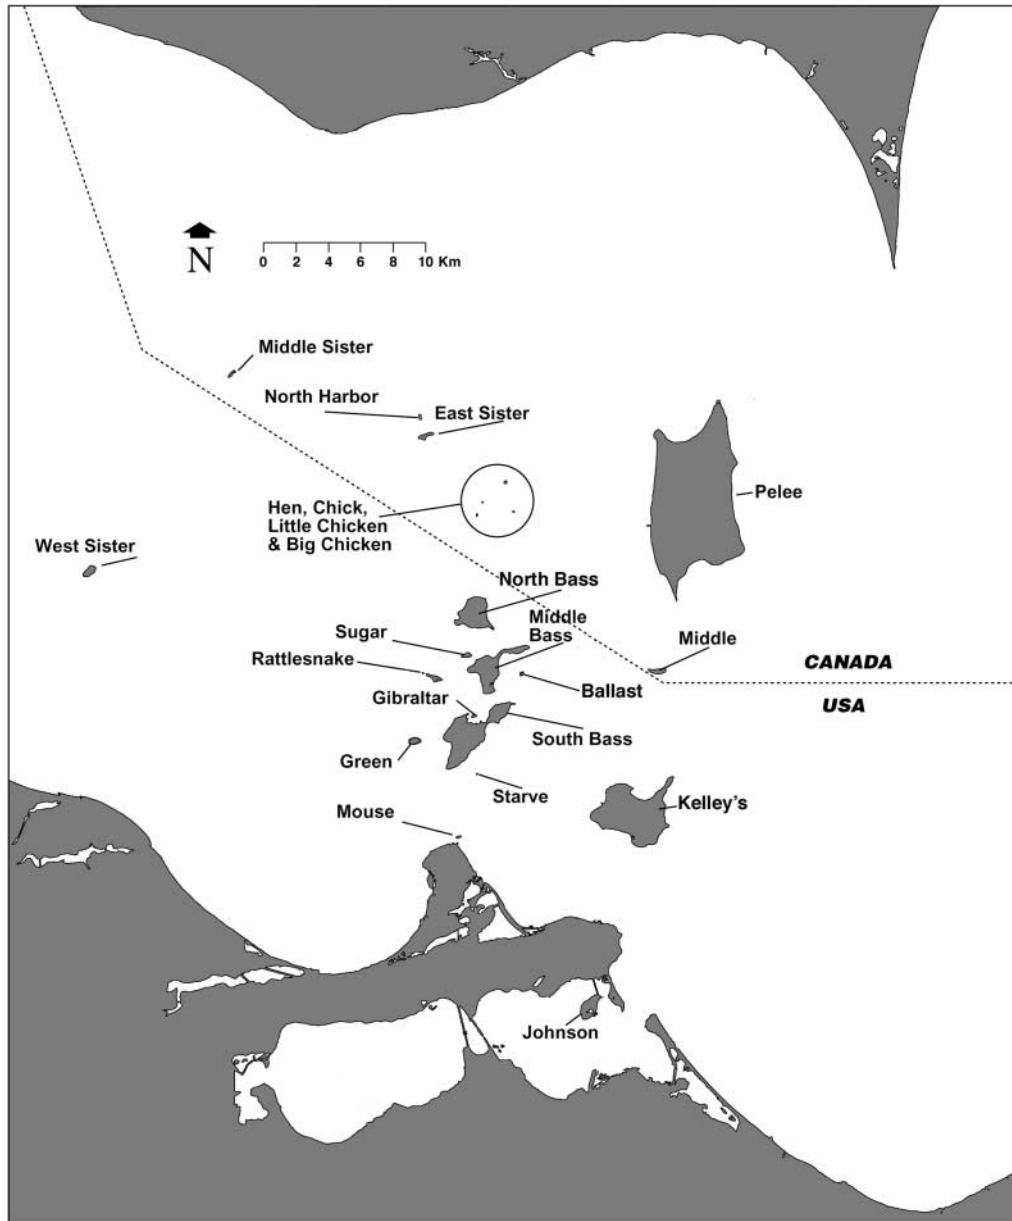 N
0 2 4 6 8 10 Km
Middle Sister
North Harbor
East Sister
Pelee
Hen, Chick,
Little Chicken
& Big Chicken
West Sister
North Bass
Middle
Bass
Sugar
Middle
Rattlesnake
CANADA
Ballast
Gibraltar
USA
South Bass
Green
Starve
Kelley's
Mouse
Johnson